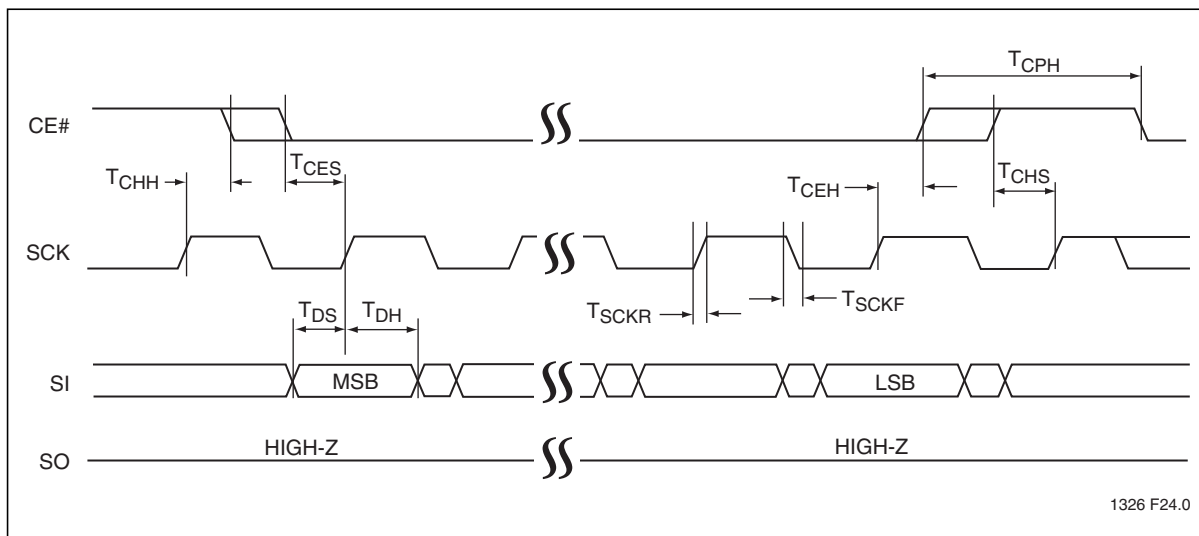 TCPH
CE#
TCES
TCHH
TCEH
TCHS
SCK
TDS
TDH
TSCKR
TSCKF
SI
MSB
LSB
HIGH-Z
HIGH-Z
SO
1326 F24.0